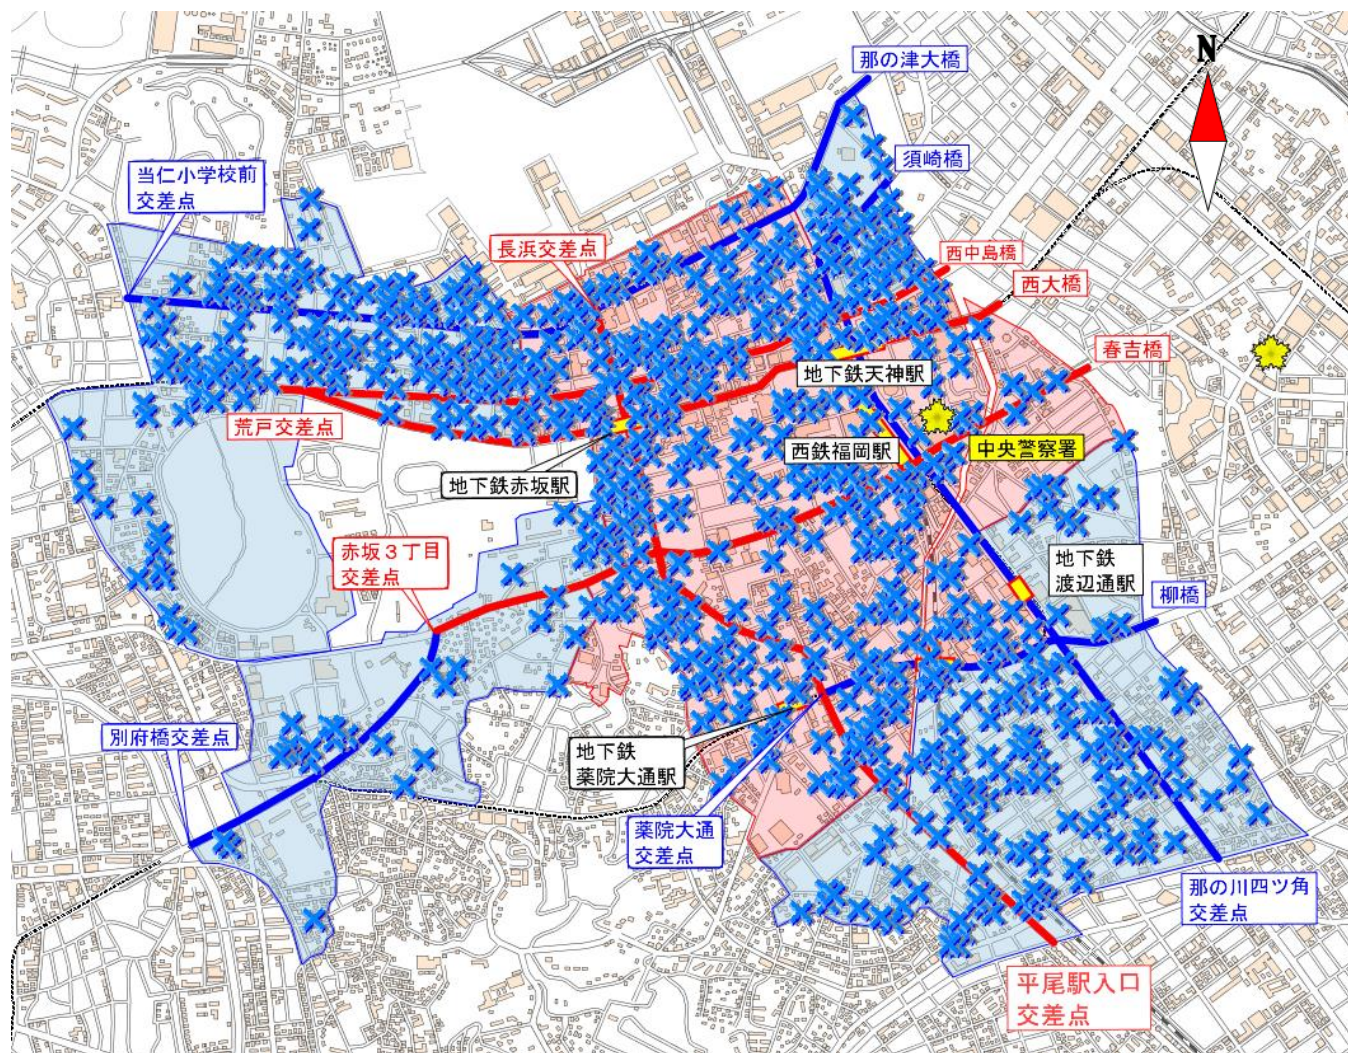 N
那の津大橋
須崎橋
当仁小学校前
交差点
長浜交差点
西中島橋
西大橋
春吉橋
地下鉄天神駅
荒戸交差点
西鉄福岡駅
中央警察署
地下鉄赤坂駅
赤坂3丁目
交差点
地下鉄
渡辺通駅
柳橋
別府橋交差点
地下鉄
薬院大通駅
薬院大通
交差点
那の川四ツ角
交差点
平尾駅入口
交差点